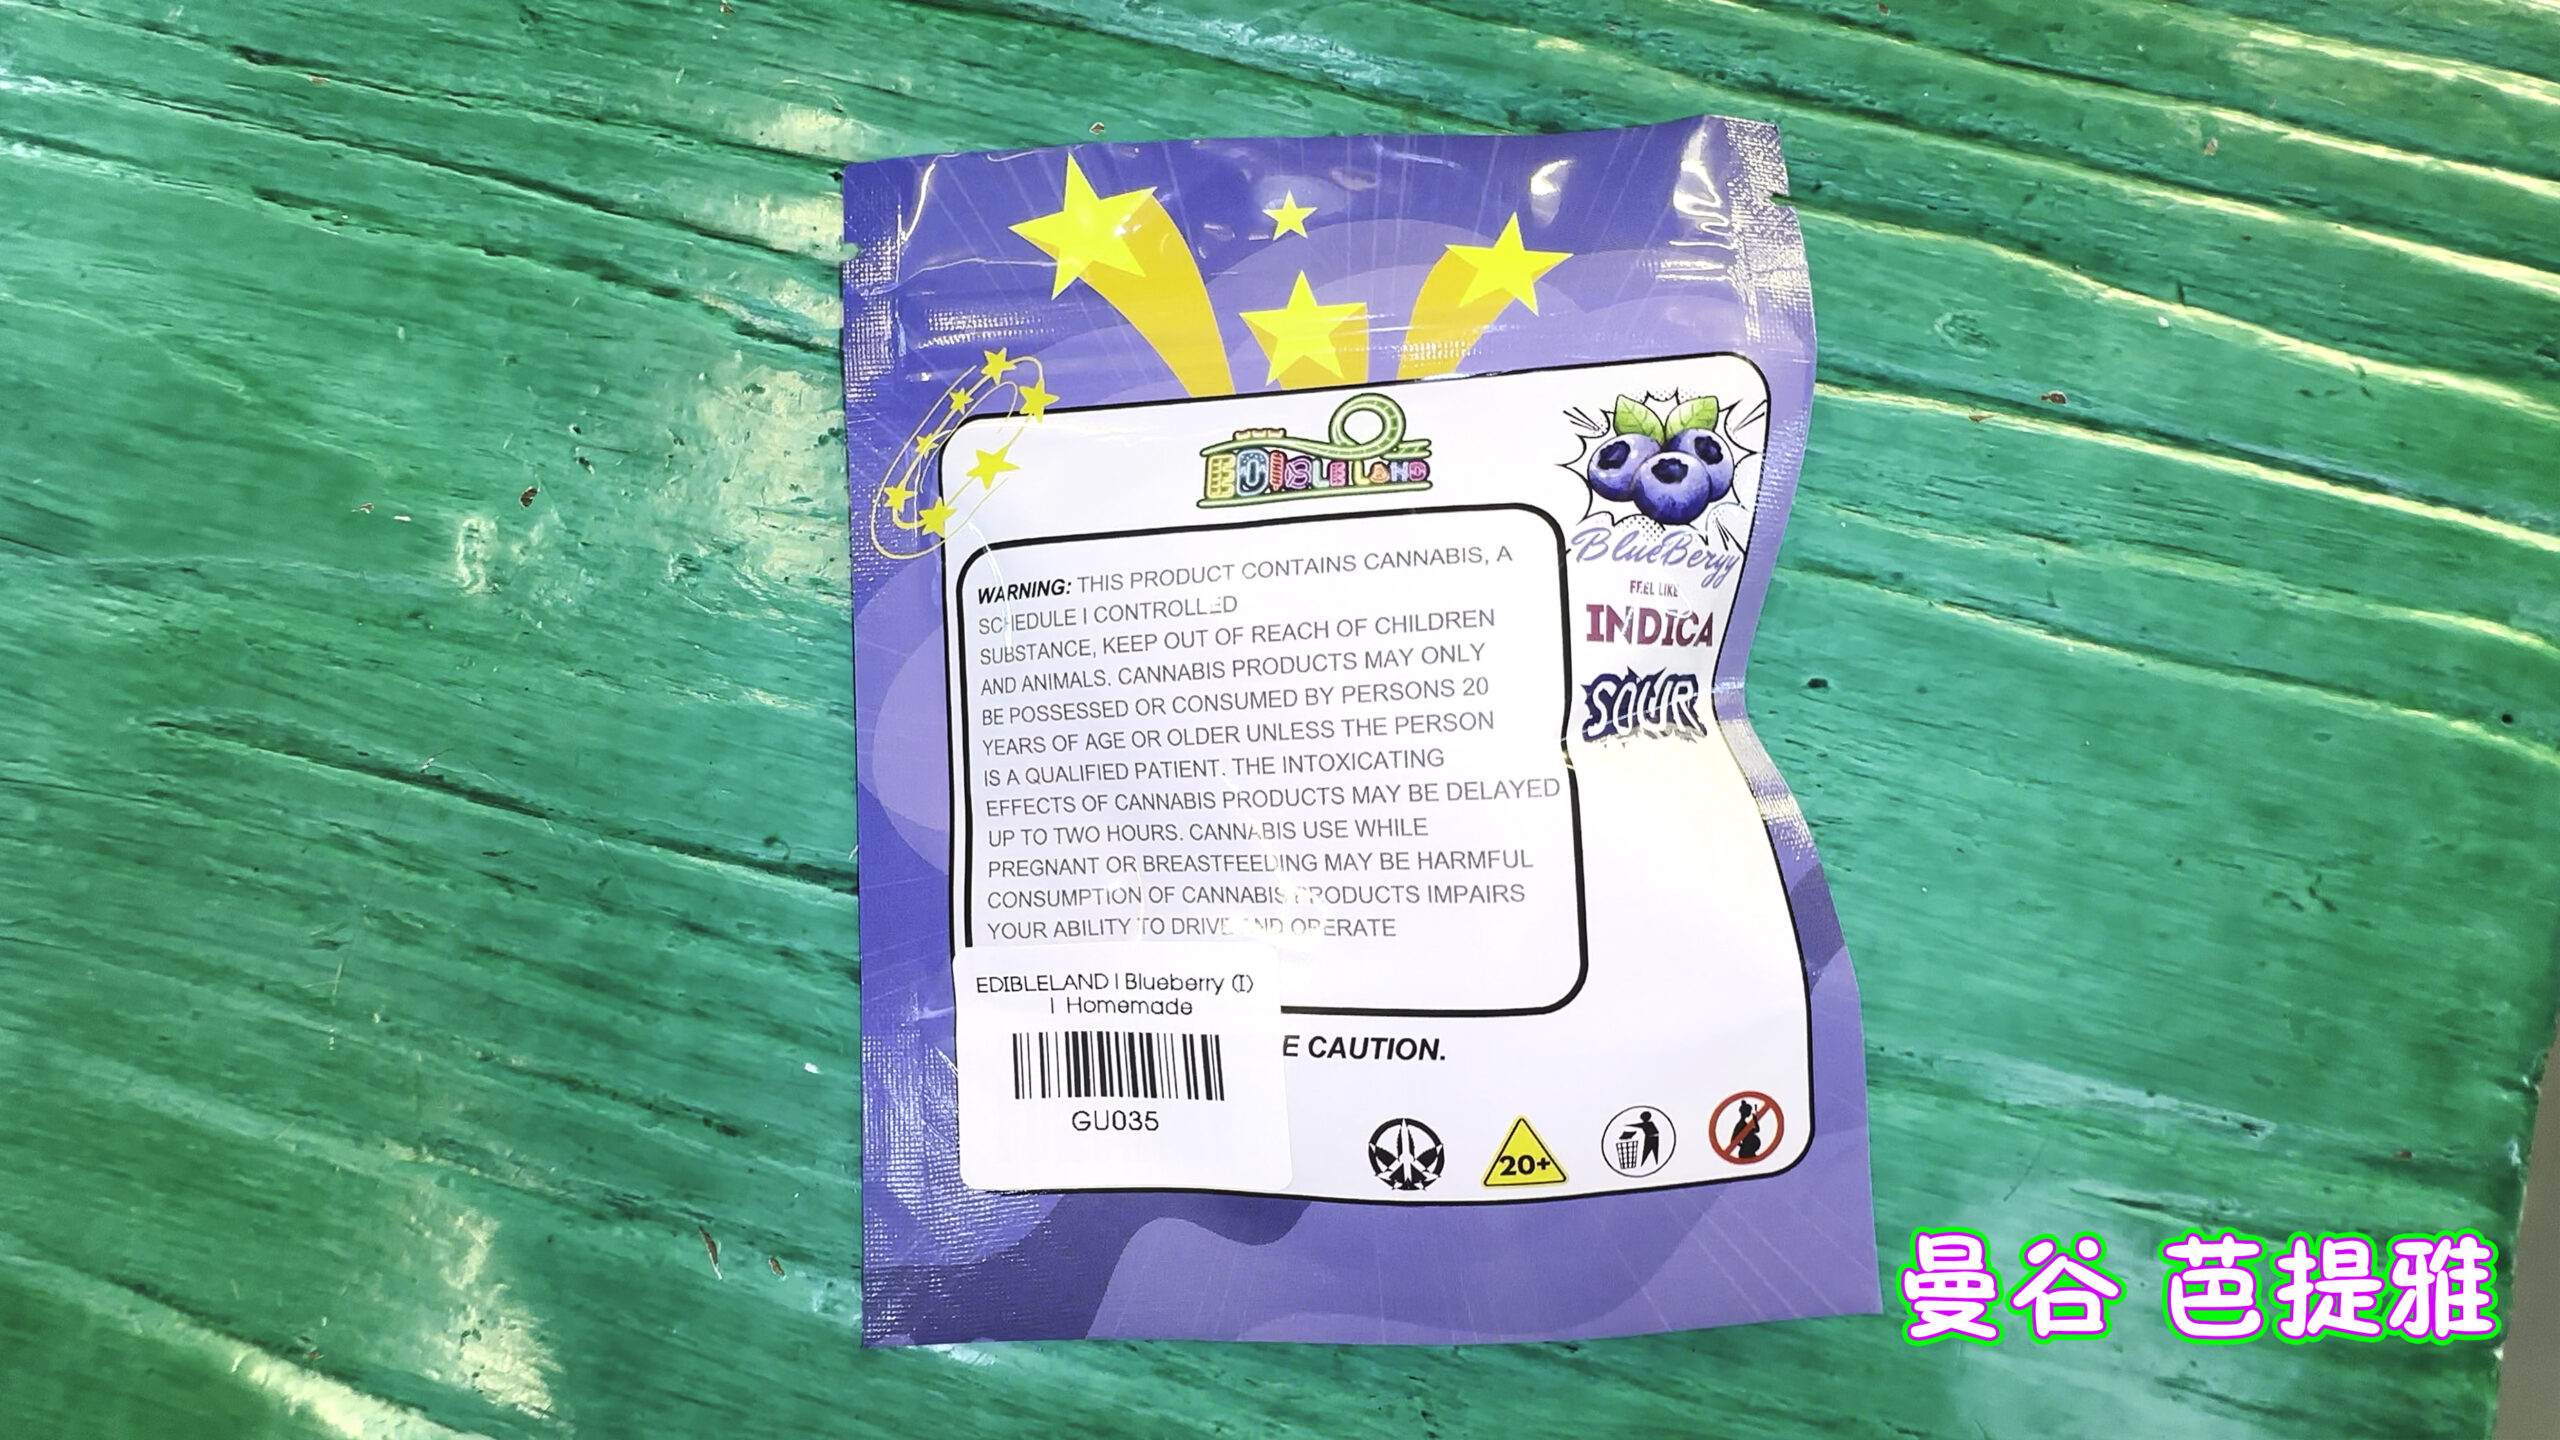 EDIBLELAND
BlueBeryy
FEEL LIKE
INDICA
SOUR
WARNING: THIS PRODUCT CONTAINS CANNABIS, A
SCHEDULE I CONTROLLED
SUBSTANCE, KEEP OUT OF REACH OF CHILDREN
AND ANIMALS. CANNABIS PRODUCTS MAY ONLY
BE POSSESSED OR CONSUMED BY PERSONS 20
YEARS OF AGE OR OLDER UNLESS THE PERSON
IS A QUALIFIED PATIENT. THE INTOXICATING
EFFECTS OF CANNABIS PRODUCTS MAY BE DELAYED
UP TO TWO HOURS. CANNABIS USE WHILE
PREGNANT OR BREASTFEEDING MAY BE HARMFUL
CONSUMPTION OF CANNABIS PRODUCTS IMPAIRS
YOUR ABILITY TO DRIVE AND OPERATE
EDIBLELAND | Blueberry (I)
| Homemade
GU035
E CAUTION.
20+
曼谷 芭提雅